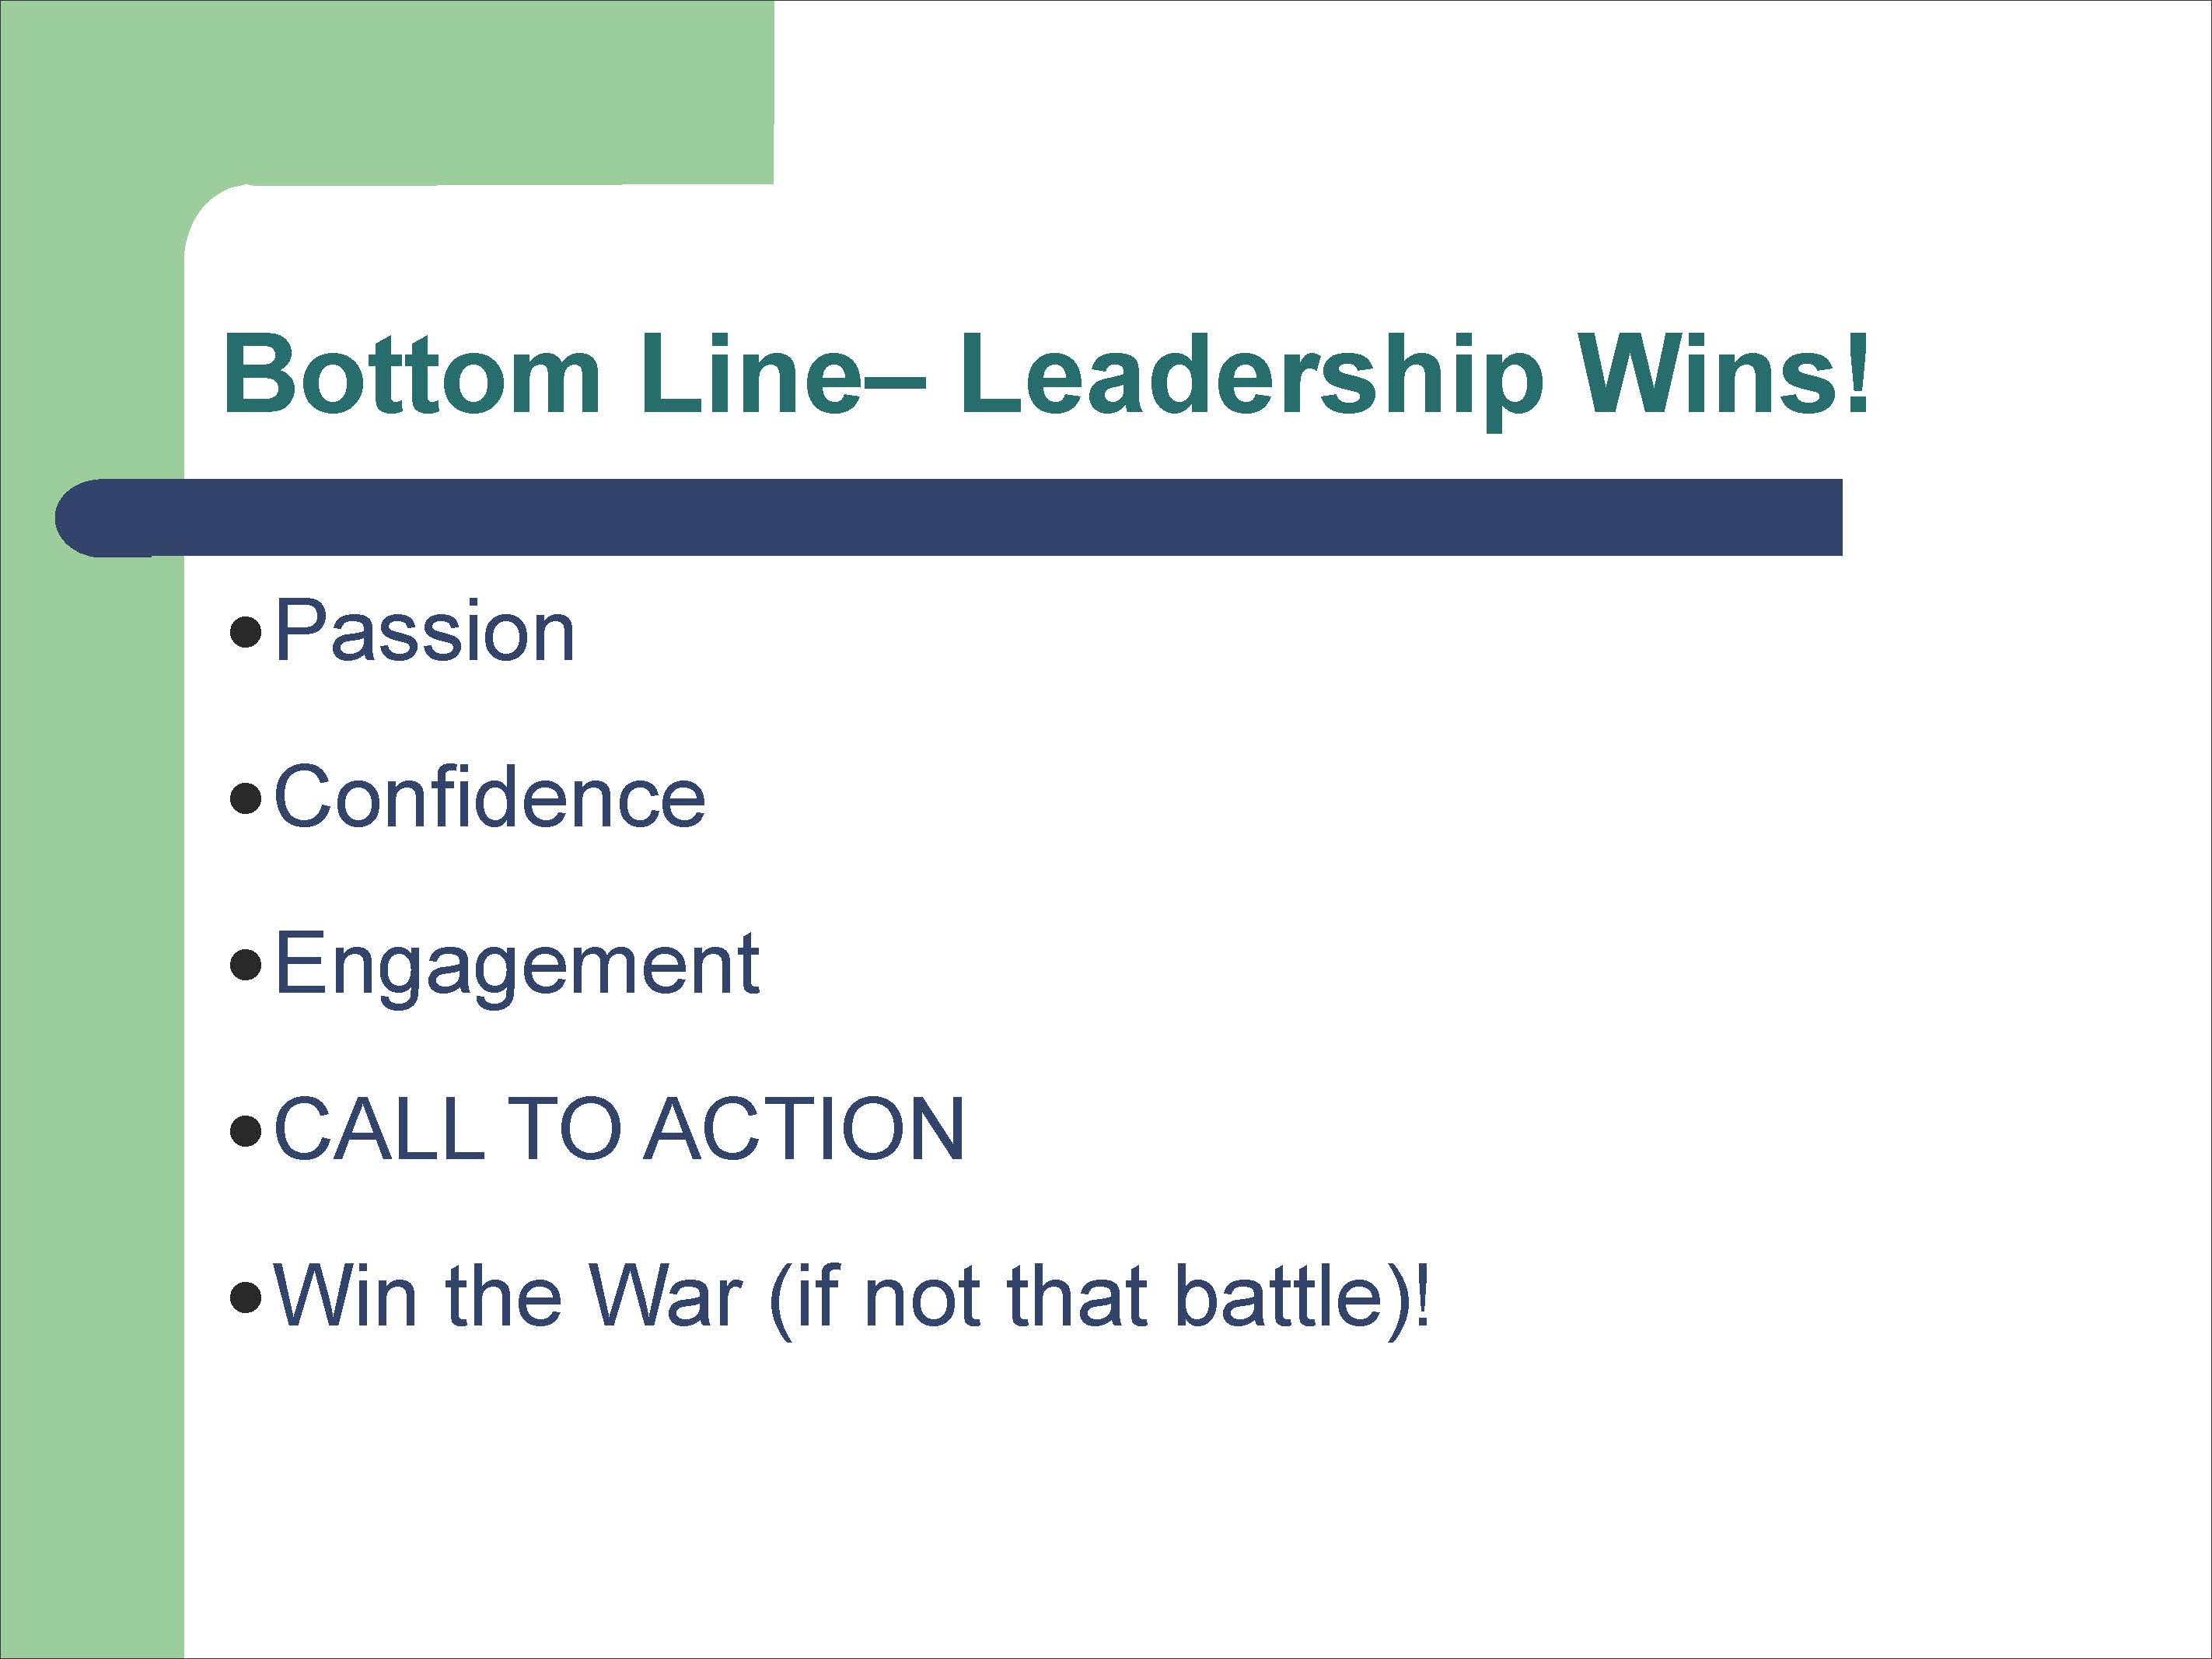 Bottom Line– Leadership Wins!
●Passion
●Confidence
●Engagement
●CALL TO ACTION
●Win the War (if not that battle)!